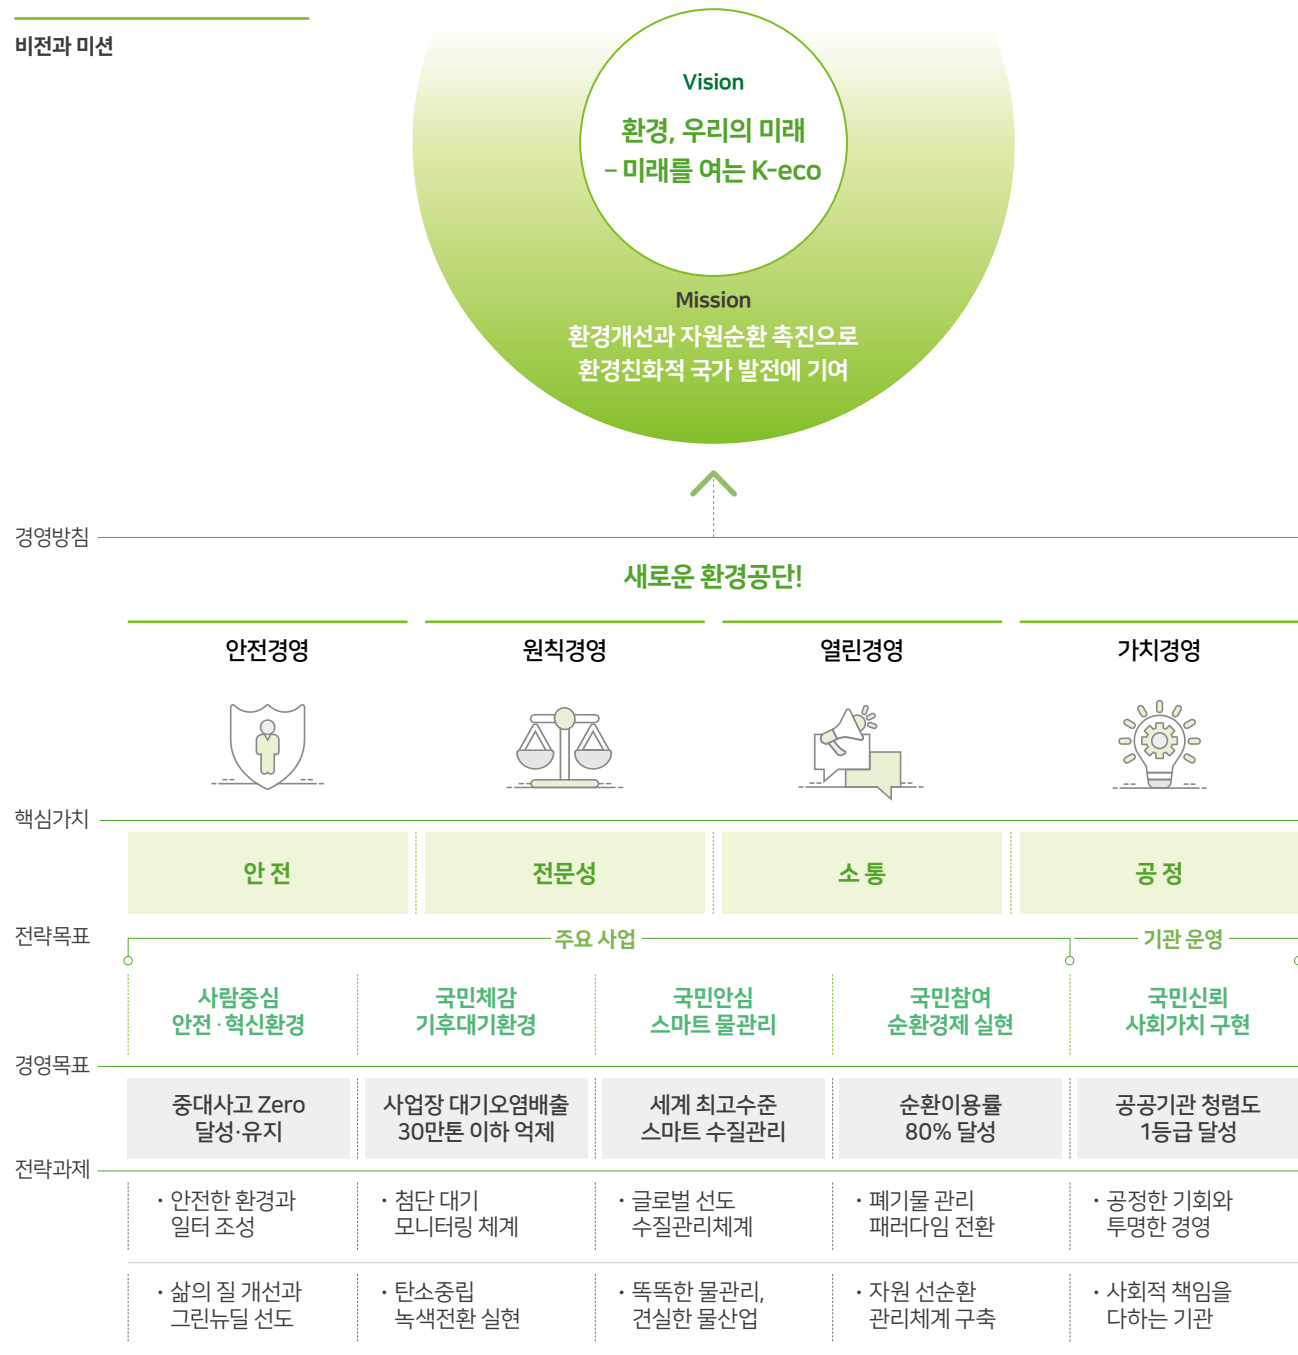 비전과 미션
Vision
환경, 우리의 미래
– 미래를 여는 K-eco
Mission
환경개선과 자원순환 촉진으로
환경친화적 국가 발전에 기여
경영방침
새로운 환경공단!
안전경영
원칙경영
열린경영
가치경영
핵심가치
안 전
전문성
소 통
공 정
전략목표
주요 사업
기관 운영
사람중심
안전·혁신환경
국민체감
기후대기환경
국민안심
스마트 물관리
국민참여
순환경제 실현
국민신뢰
사회가치 구현
경영목표
중대사고 Zero
달성·유지
사업장 대기오염배출
30만톤 이하 억제
세계 최고수준
스마트 수질관리
순환이용률
80% 달성
공공기관 청렴도
1등급 달성
전략과제
· 안전한 환경과
일터 조성
· 첨단 대기
모니터링 체계
· 글로벌 선도
수질관리체계
· 폐기물 관리
패러다임 전환
· 공정한 기회와
투명한 경영
· 삶의 질 개선과
그린뉴딜 선도
· 탄소중립
녹색전환 실현
· 똑똑한 물관리,
견실한 물산업
· 자원 선순환
관리체계 구축
· 사회적 책임을
다하는 기관